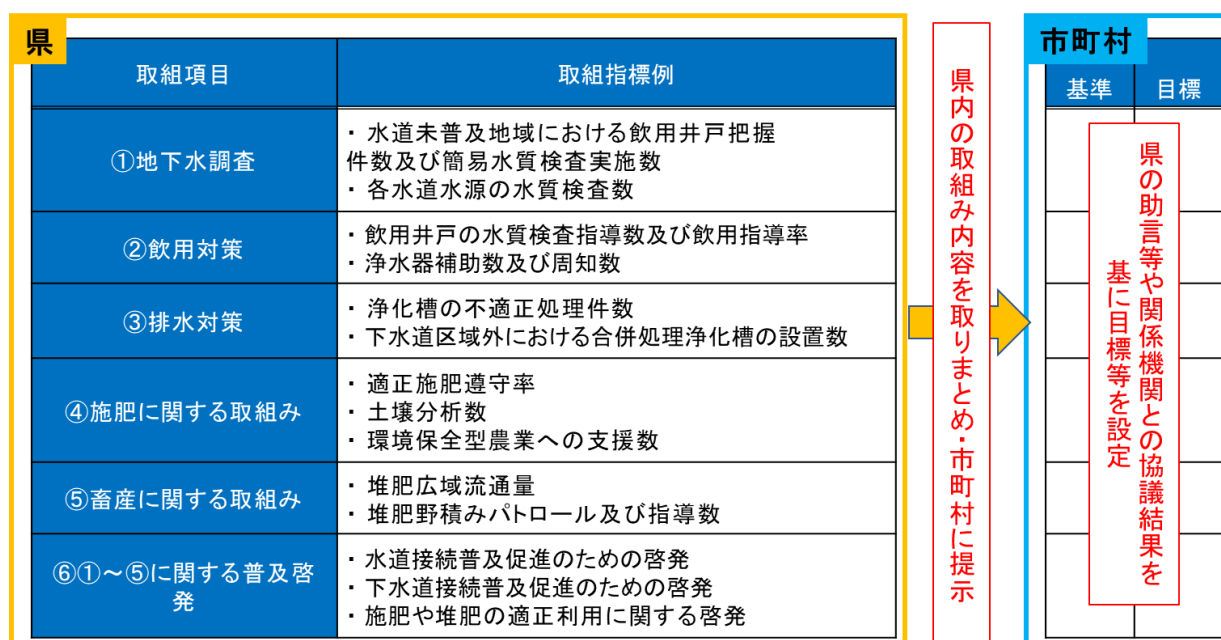 県
取組項目
取組指標例
①地下水調査
・ 水道未普及地域における飲用井戸把握
件数及び簡易水質検査実施数
・ 各水道水源の水質検査数
②飲用対策
・ 飲用井戸の水質検査指導数及び飲用指導率
・ 浄水器補助数及び周知数
③排水対策
・ 浄化槽の不適正処理件数
・ 下水道区域外における合併処理浄化槽の設置数
④施肥に関する取組み
・ 適正施肥遵守率
・ 土壌分析数
・ 環境保全型農業への支援数
⑤畜産に関する取組み
・ 堆肥広域流通量
・ 堆肥野積みパトロール及び指導数
⑥①～⑤に関する普及啓
発
・ 水道接続普及促進のための啓発
・ 下水道接続普及促進のための啓発
・ 施肥や堆肥の適正利用に関する啓発
県内の取組み内容を取りまとめ・市町村に提示
市町村
基準
目標
県の助言等や関係機関との協議結果を
基に目標等を設定